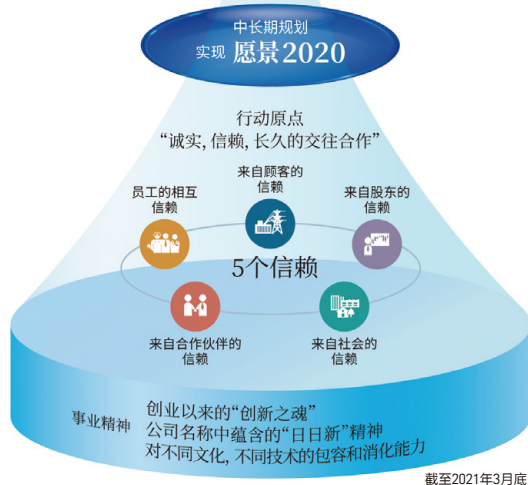 中长期规划
实现 愿景2020
行动原点
“诚实, 信赖, 长久的交往合作”
来自顾客的
信赖
员工的相互
信赖
来自股东的
信赖
5个信赖
来自合作伙伴的
信赖
来自社会的
信赖
事业精神
创业以来的“创新之魂”
公司名称中蕴含的“日日新”精神
对不同文化, 不同技术的包容和消化能力
截至2021年3月底